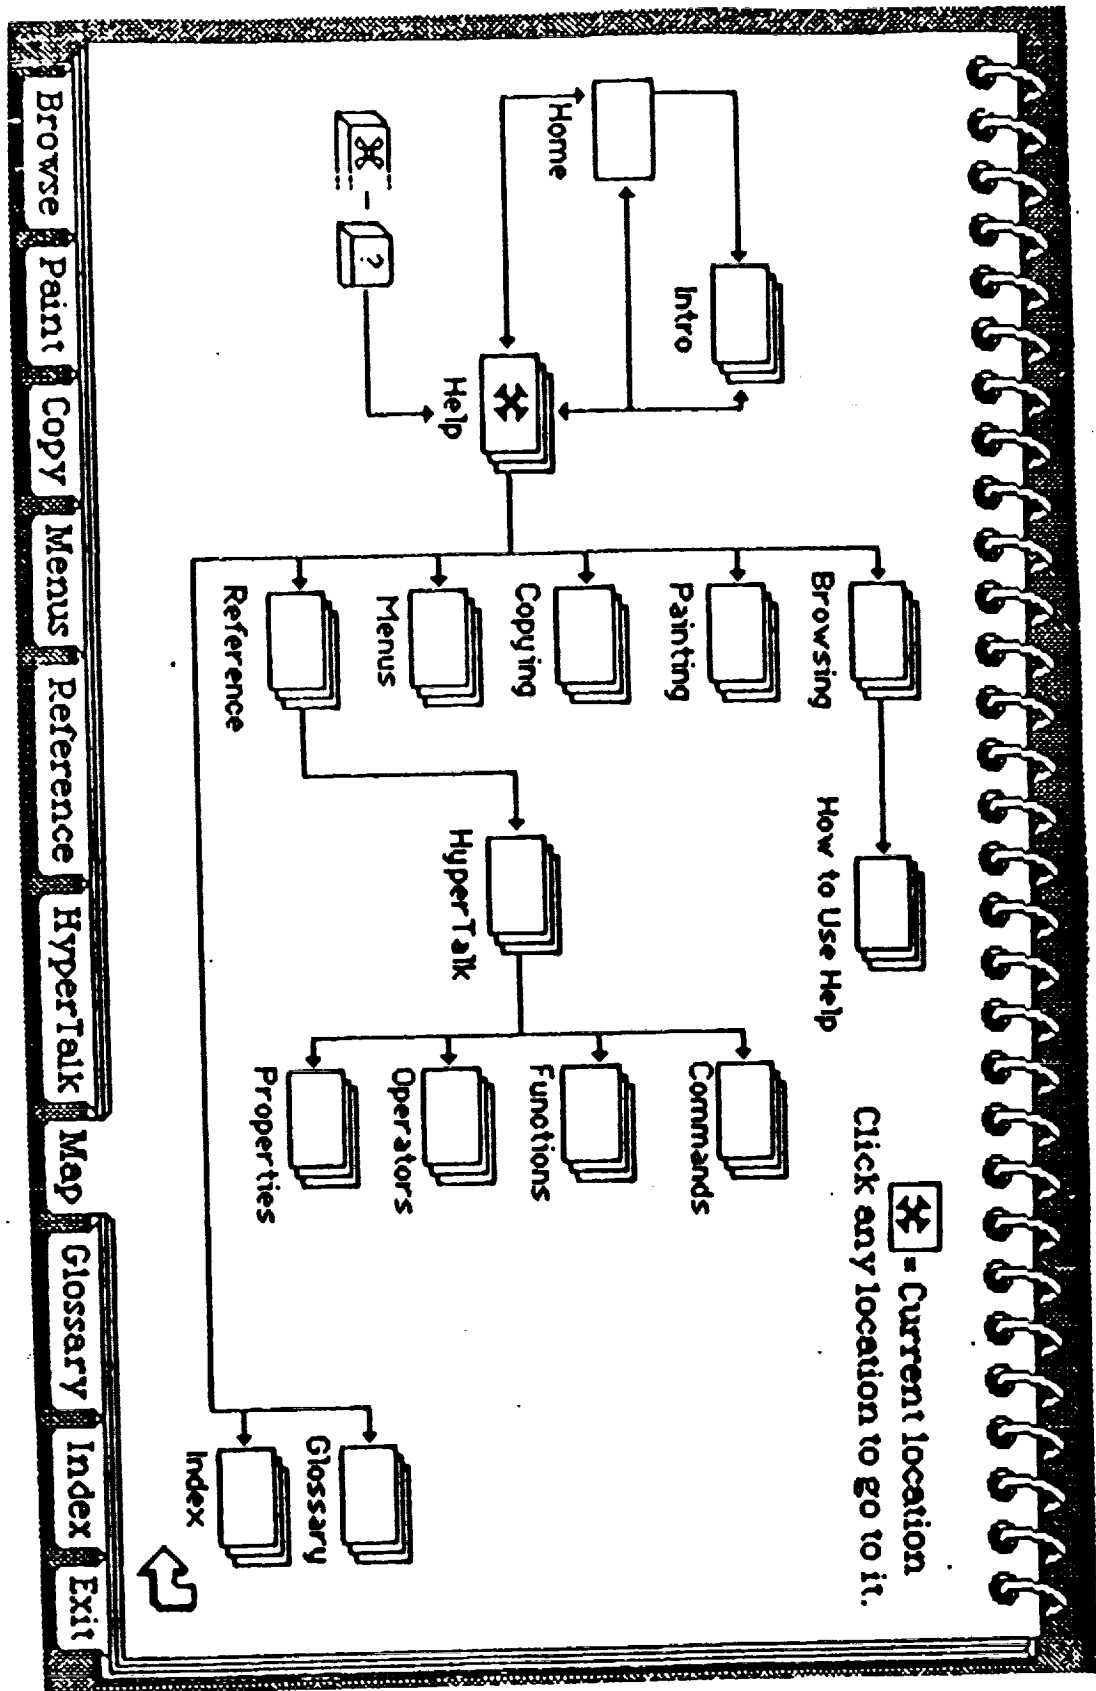 = Current location
Click any location to go to it.
Home
Intro
⌘ - ?
Help
Browsing
How to Use Help
Painting
Copying
Menus
Reference
HyperTalk
Commands
Functions
Operators
Properties
Glossary
Index
Browse Paint Copy Menus Reference HyperTalk Map Glossary Index Exit